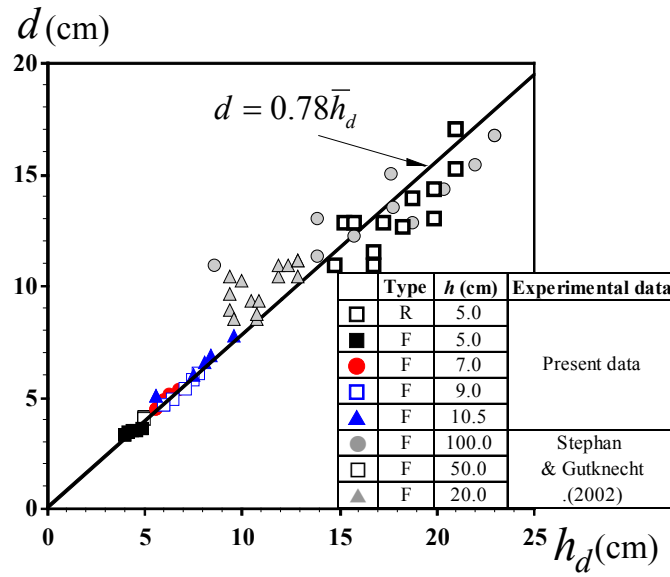 d (cm)
20
15
10
5
0
d = 0.78h̅_d
Type h (cm) Experimental data
R 5.0
F 5.0
F 7.0
F 9.0
F 10.5
Present data
F 100.0
F 50.0
F 20.0
Stephan
& Gutknecht
.(2002)
0 5 10 15 20 25
h_d (cm)